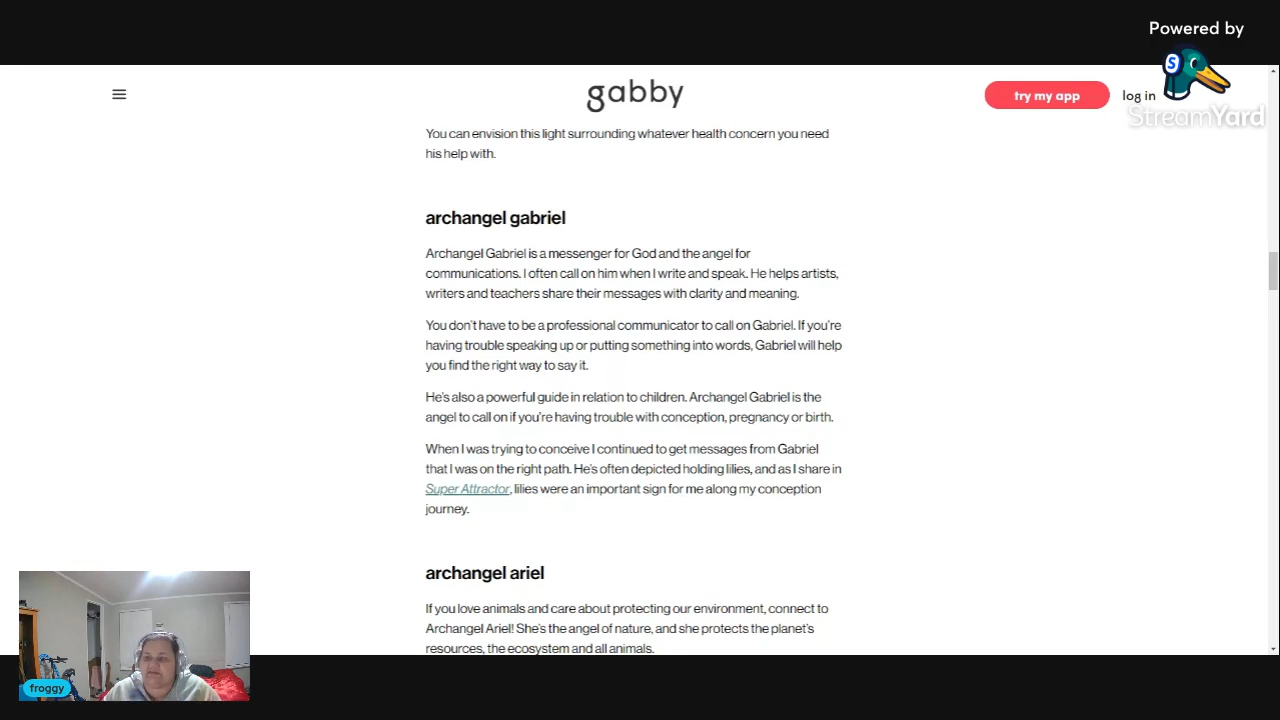 Powered by
StreamYard
gabby
try my app
log in
You can envision this light surrounding whatever health concern you need
his help with.
archangel gabriel
Archangel Gabriel is a messenger for God and the angel for
communications. I often call on him when I write and speak. He helps artists,
writers and teachers share their messages with clarity and meaning.
You don't have to be a professional communicator to call on Gabriel. If you're
having trouble speaking up or putting something into words, Gabriel will help
you find the right way to say it.
He's also a powerful guide in relation to children. Archangel Gabriel is the
angel to call on if you're having trouble with conception, pregnancy or birth.
When I was trying to conceive I continued to get messages from Gabriel
that I was on the right path. He's often depicted holding lilies, and as I share in
Super Attractor, lilies were an important sign for me along my conception
journey.
archangel ariel
If you love animals and care about protecting our environment, connect to
Archangel Ariel! She's the angel of nature, and she protects the planet's
resources, the ecosystem and all animals.
froggy